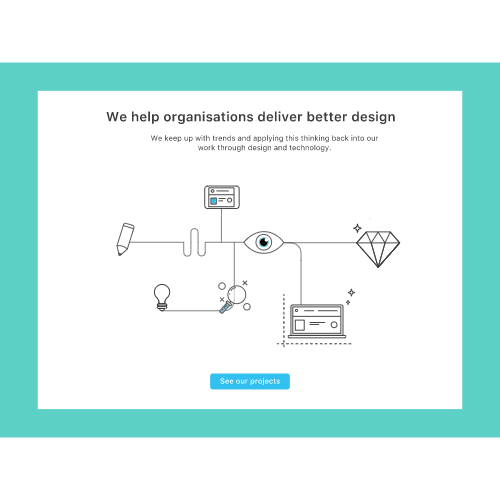 We help organisations deliver better design
We keep up with trends and applying this thinking back into our
work through design and technology.
See our projects